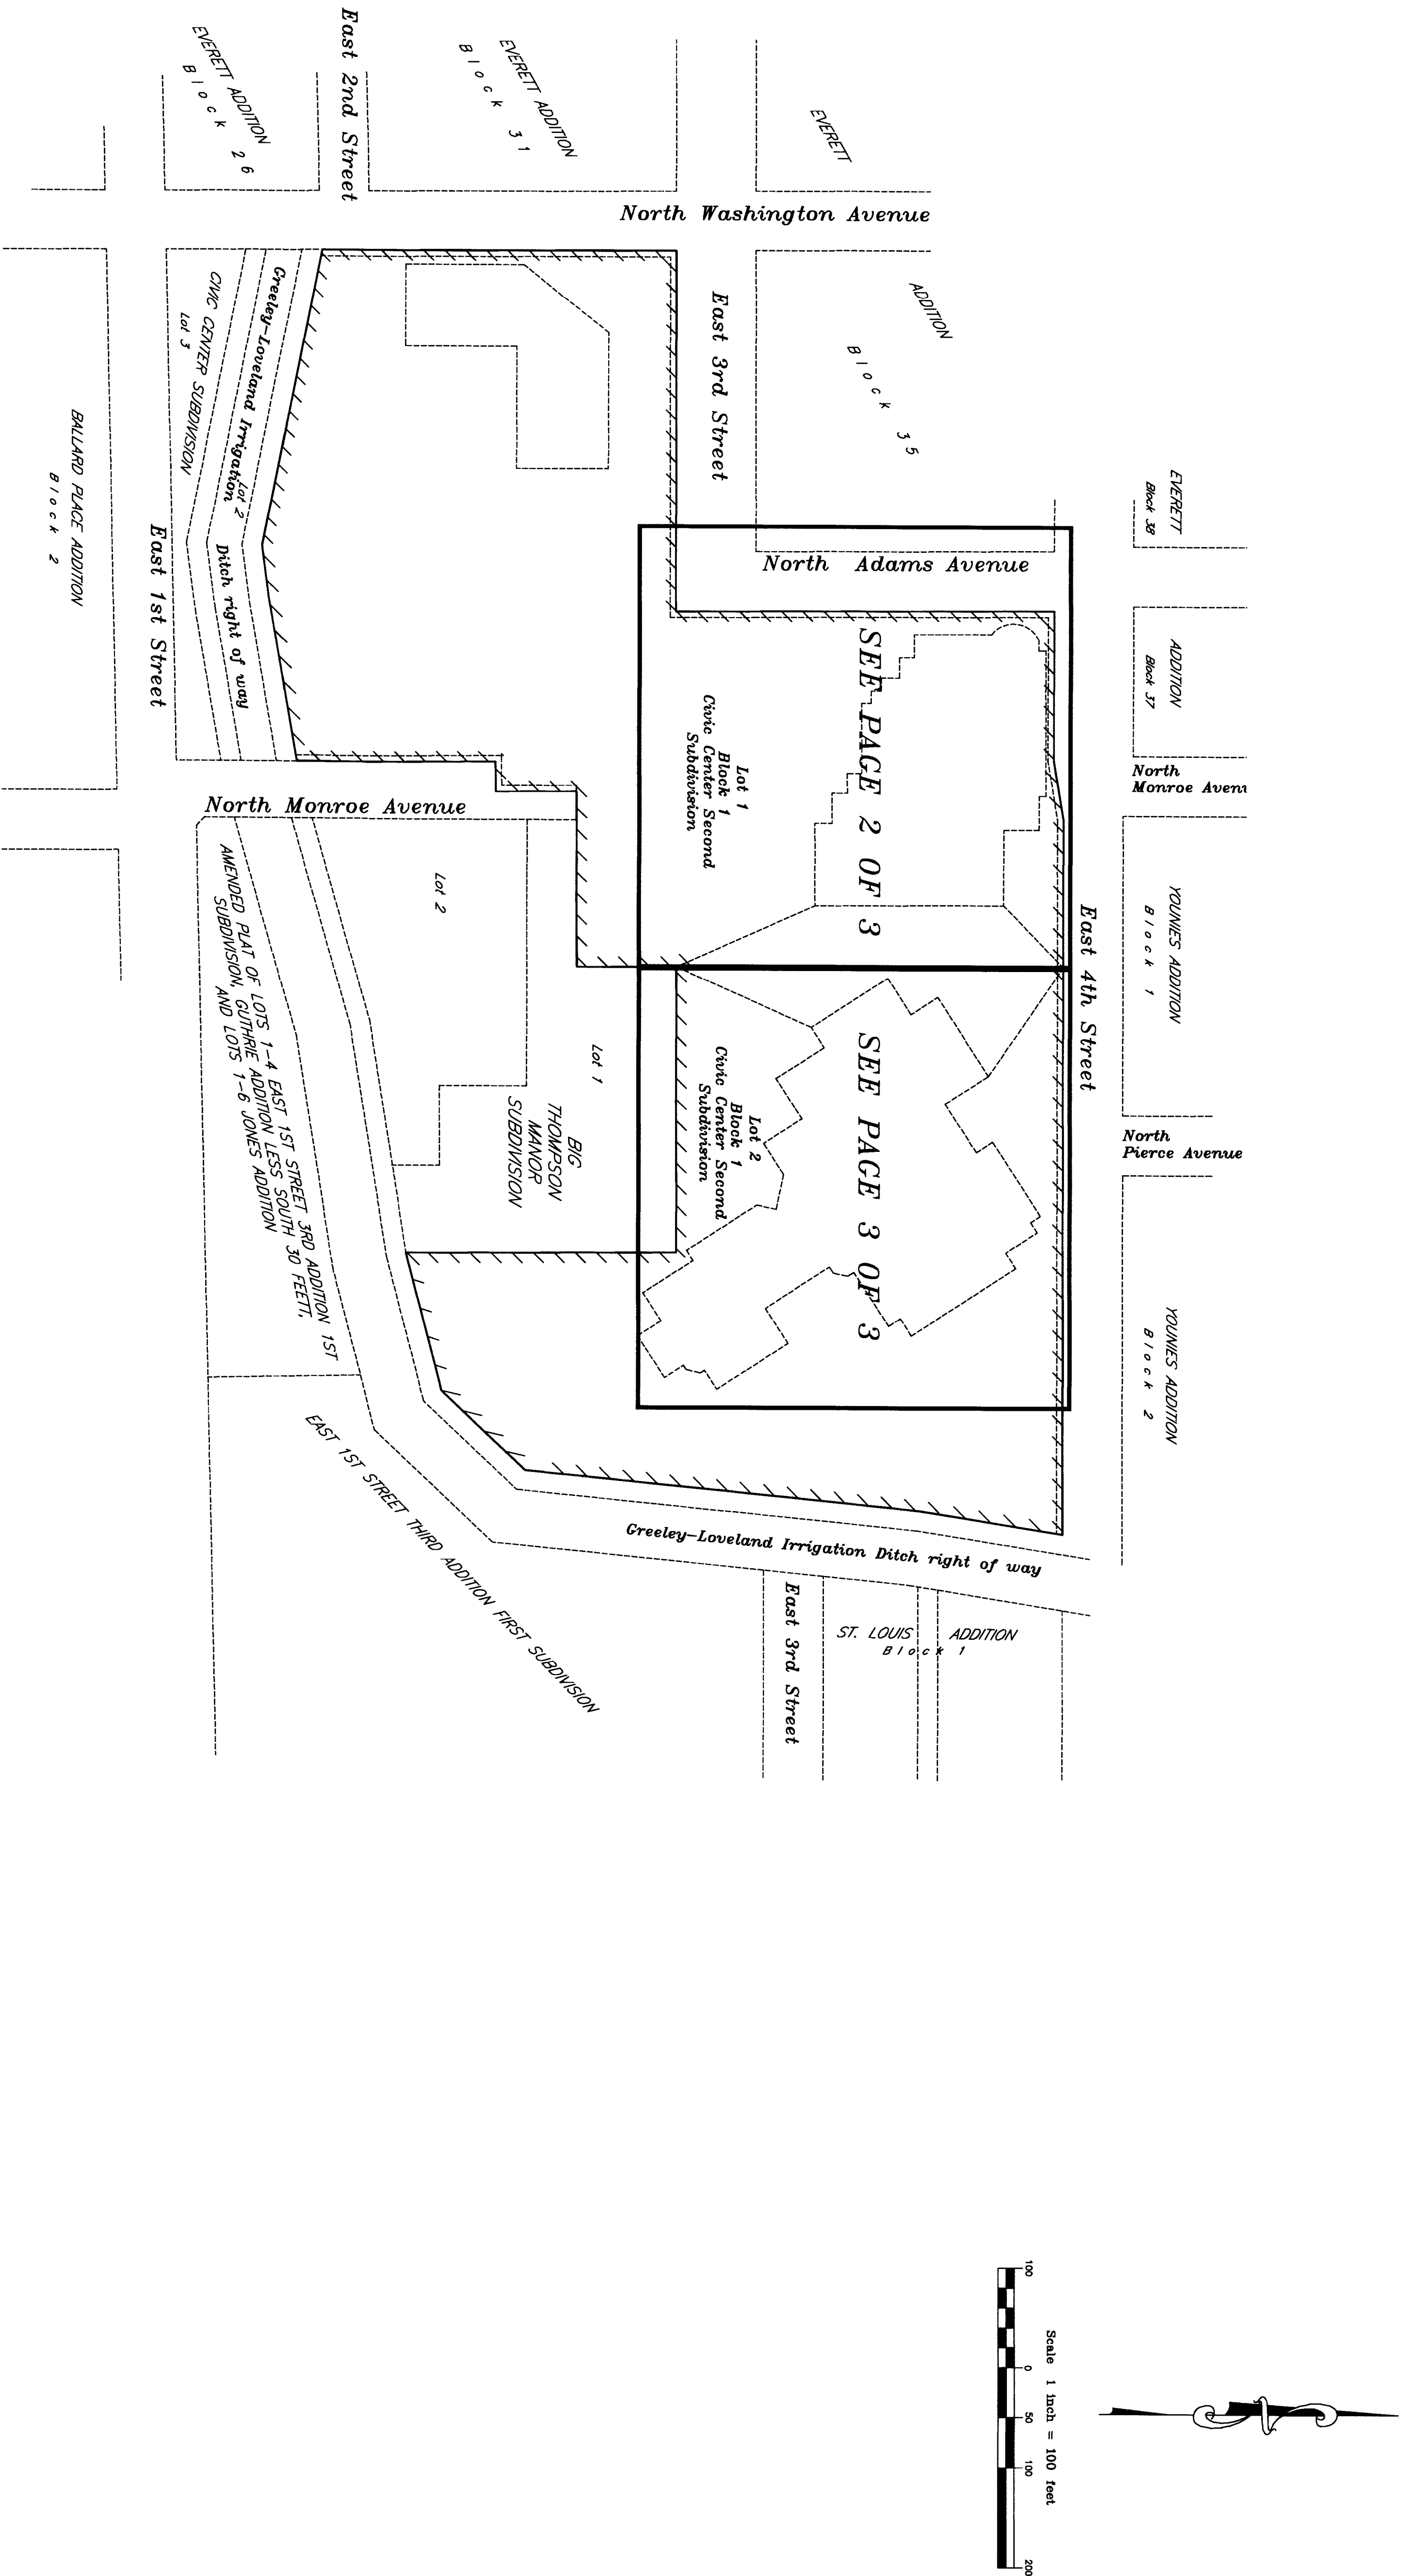 EVERETT ADDITION
Block 26
East 2nd Street
EVERETT ADDITION
Block 31
EVERETT
North Washington Avenue
ADDITION
Block 35
East 3rd Street
EVERETT
Block 38
ADDITION
Block 37
North
Monroe Aven
North Adams Avenue
CIVIC CENTER SUBDIVISION
Lot 3
Greeley-Loveland Irrigation
Lot 2
Ditch right of way
BALLARD PLACE ADDITION
Block 2
East 1st Street
SEE PAGE 2 OF 3
Lot 1
Block 1
Civic Center Second
Subdivision
North Monroe Avenue
YOUNIES ADDITION
Block 1
East 4th Street
Lot 2
Lot 1
BIG
THOMPSON
MANOR
SUBDIVISION
SEE PAGE 3 OF 3
Lot 2
Block 1
Civic Center Second
Subdivision
North
Pierce Avenue
YOUNIES ADDITION
Block 2
AMENDED PLAT OF LOTS 1-4 EAST 1ST STREET 3RD ADDITION 1ST
SUBDIVISION, GUTHRIE ADDITION LESS SOUTH 30 FEETT,
AND LOTS 1-6 JONES ADDITION
EAST 1ST STREET THIRD ADDITION FIRST SUBDIVISION
Greeley-Loveland Irrigation Ditch right of way
East 3rd Street
ST. LOUIS ADDITION
Block 1
Scale 1 inch = 100 feet
100 0 50 100 200
N